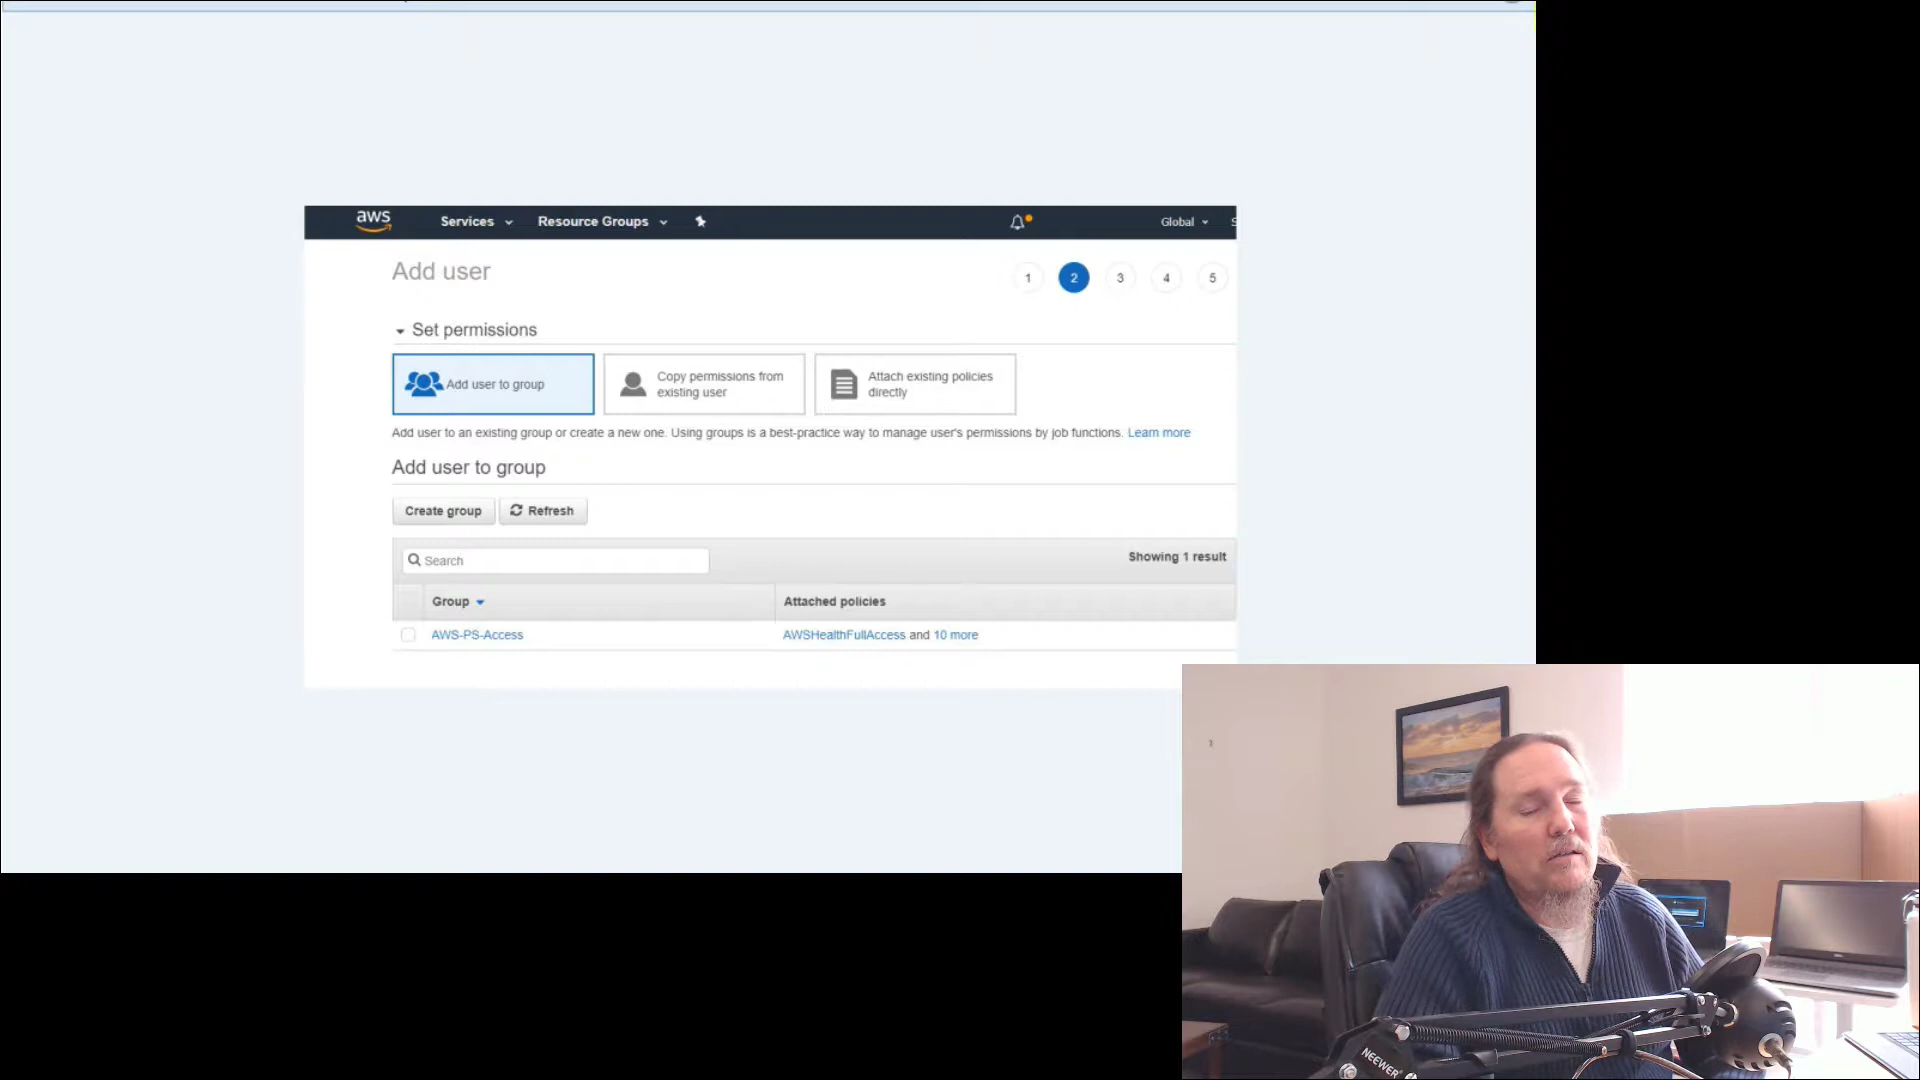 aws Services Resource Groups Global
Add user 1 2 3 4 5
Set permissions
Add user to group
Copy permissions from
existing user
Attach existing policies
directly
Add user to an existing group or create a new one. Using groups is a best-practice way to manage user's permissions by job functions. Learn more
Add user to group
Create group Refresh
Search Showing 1 result
Group Attached policies
AWS-PS-Access AWSHealthFullAccess and 10 more
NEEWER